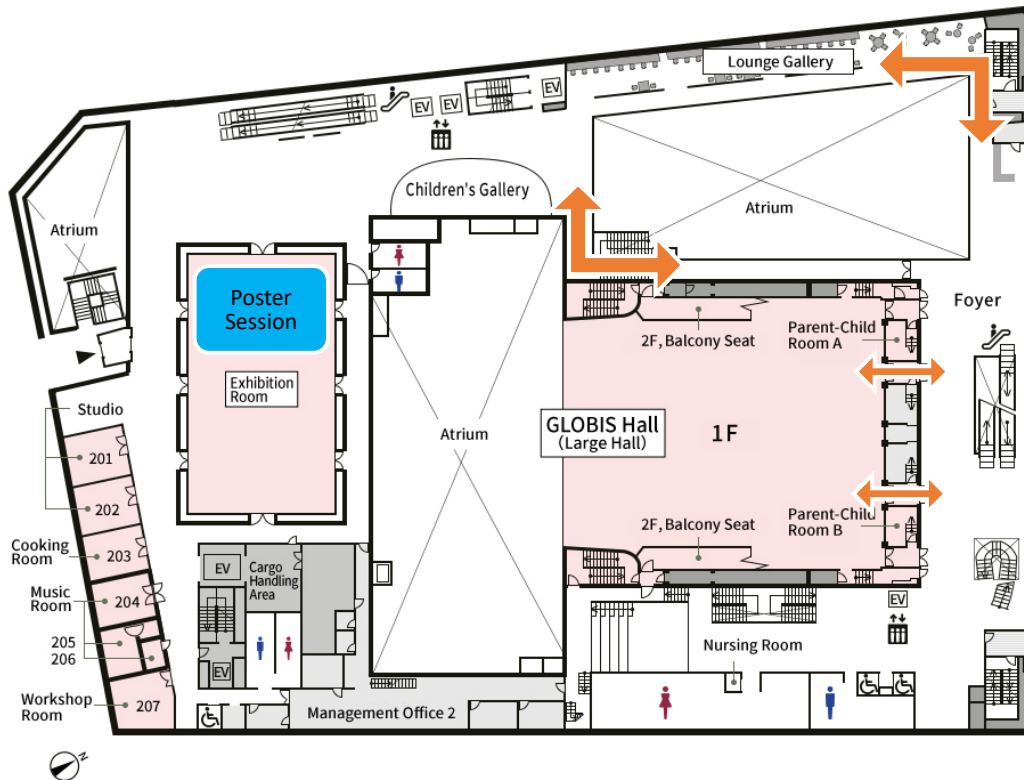 Lounge Gallery
EV
EV
EV
Children's Gallery
Atrium
Atrium
Poster
Session
Foyer
2F, Balcony Seat
Parent-Child
Room A
Exhibition
Room
Studio
GLOBIS Hall
(Large Hall)
1F
Atrium
201
202
2F, Balcony Seat
Parent-Child
Room B
Cooking
Room
203
EV
Cargo
Handling
Area
Music
Room
204
EV
205
206
Nursing Room
EV
Workshop
Room
207
Management Office 2
N